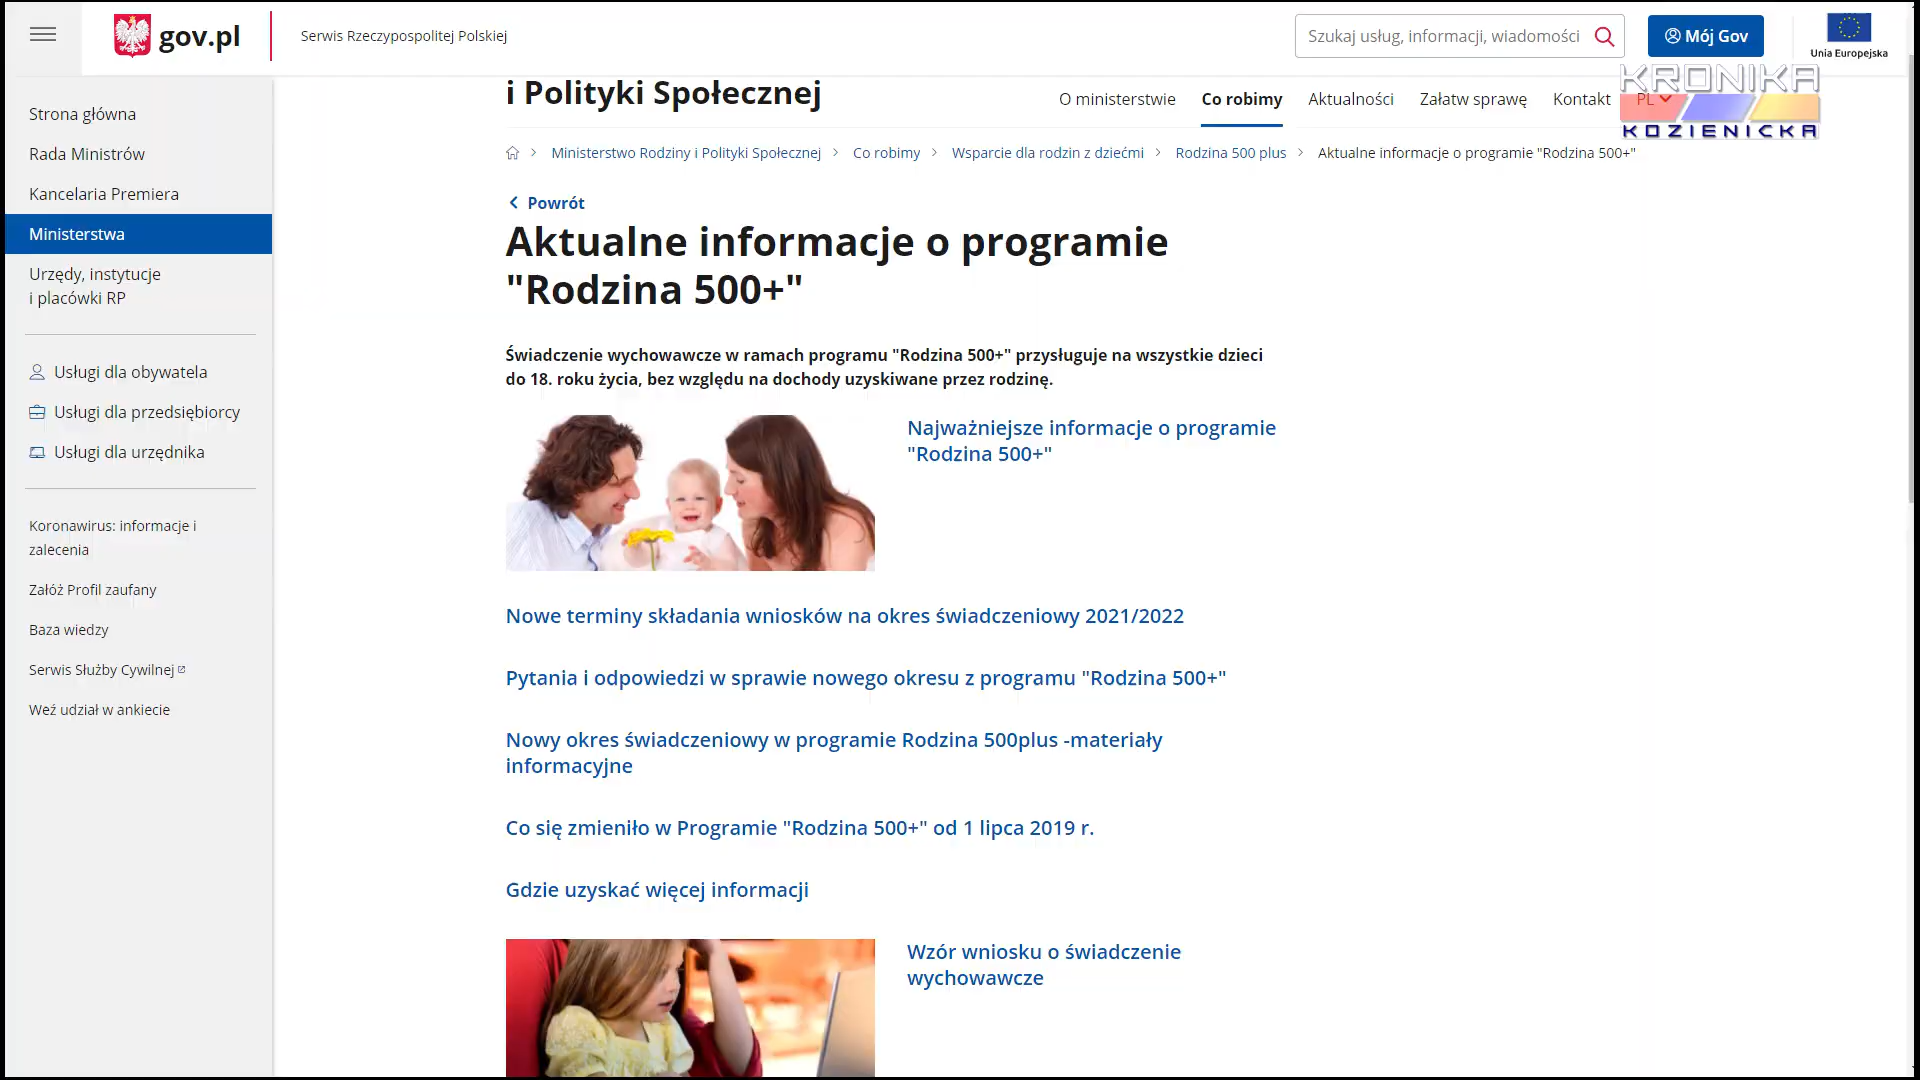 gov.pl
Serwis Rzeczypospolitej Polskiej
Szukaj usług, informacji, wiadomości
Mój Gov
Unia Europejska
KRONIKA
KOZIENICKA
i Polityki Społecznej
O ministerstwie
Co robimy
Aktualności
Załatw sprawę
Kontakt
PL
Ministerstwo Rodziny i Polityki Społecznej > Co robimy > Wsparcie dla rodzin z dziećmi > Rodzina 500 plus > Aktualne informacje o programie "Rodzina 500+"
Strona główna
Rada Ministrów
Kancelaria Premiera
Ministerstwa
Urzędy, instytucje
i placówki RP
Usługi dla obywatela
Usługi dla przedsiębiorcy
Usługi dla urzędnika
Koronawirus: informacje i
zalecenia
Załóż Profil zaufany
Baza wiedzy
Serwis Służby Cywilnej
Weź udział w ankiecie
Powrót
Aktualne informacje o programie
"Rodzina 500+"
Świadczenie wychowawcze w ramach programu "Rodzina 500+" przysługuje na wszystkie dzieci
do 18. roku życia, bez względu na dochody uzyskiwane przez rodzinę.
Najważniejsze informacje o programie
"Rodzina 500+"
Nowe terminy składania wniosków na okres świadczeniowy 2021/2022
Pytania i odpowiedzi w sprawie nowego okresu z programu "Rodzina 500+"
Nowy okres świadczeniowy w programie Rodzina 500plus -materiały
informacyjne
Co się zmieniło w Programie "Rodzina 500+" od 1 lipca 2019 r.
Gdzie uzyskać więcej informacji
Wzór wniosku o świadczenie
wychowawcze